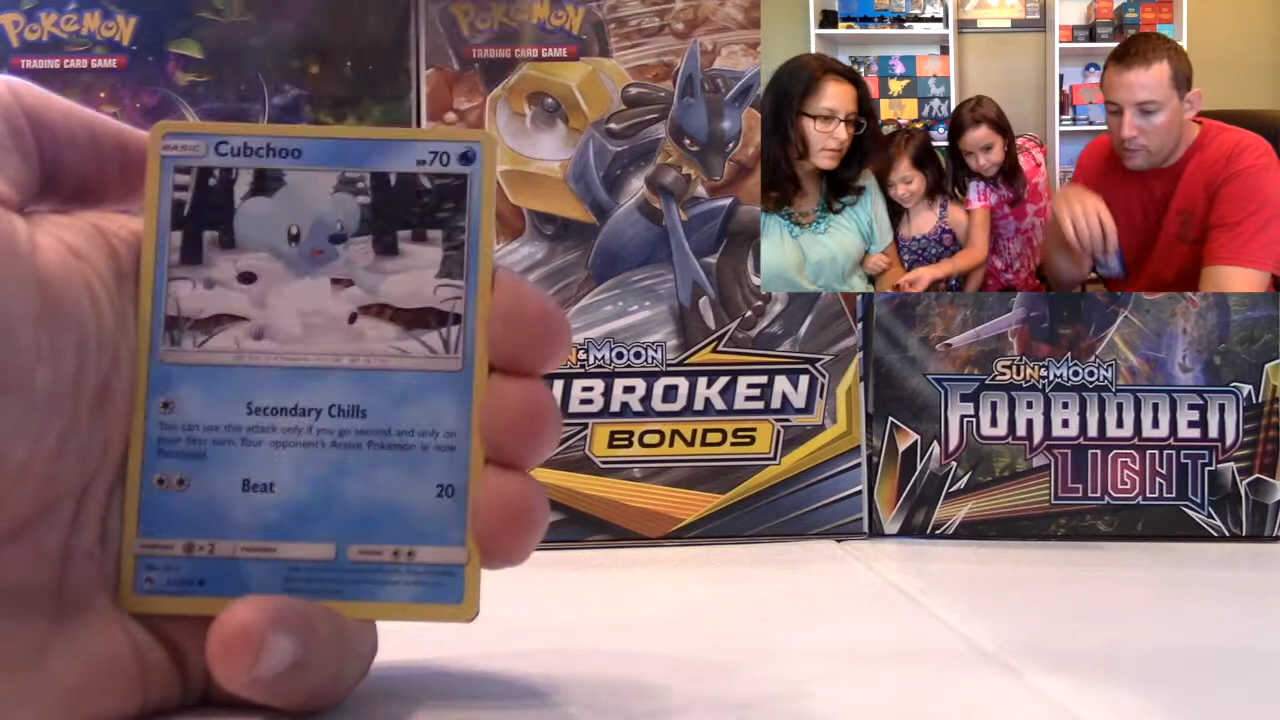 POKÉMON
TRADING CARD GAME
POKÉMON
TRADING CARD GAME
BASIC Cubchoo HP70
Secondary Chills
You can use this attack only if you go second, and only on
your first turn. Your opponent's Active Pokémon is now
Paralyzed.
Beat 20
×2
N&MOON
NBROKEN
BONDS
SUN&MOON
FORBIDDEN
LIGHT